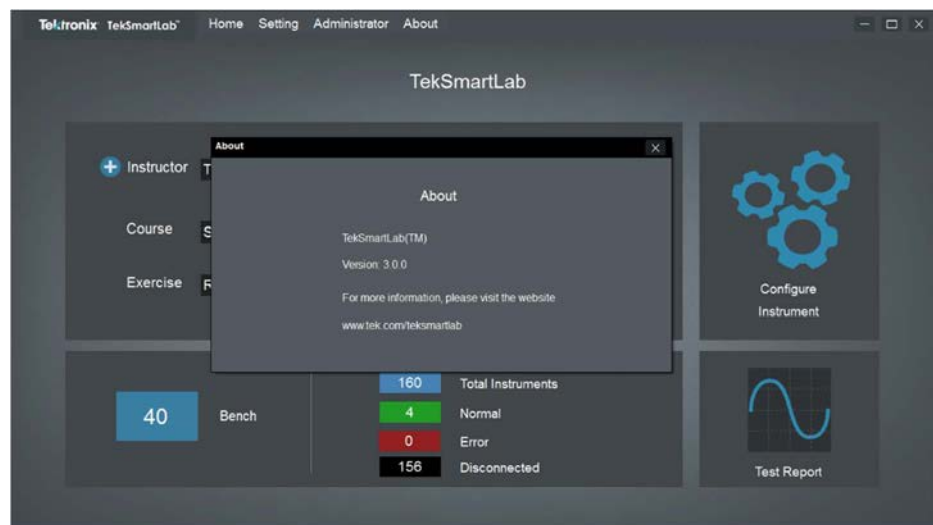 Tektronix TekSmartLab™ Home Setting Administrator About
TekSmartLab
About
Instructor T
About
Course S
TekSmartLab(TM)
Version: 3.0.0
Exercise R
For more information, please visit the website
www.tek.com/teksmartlab
Configure
Instrument
160 Total Instruments
40 Bench
4 Normal
0 Error
156 Disconnected
Test Report